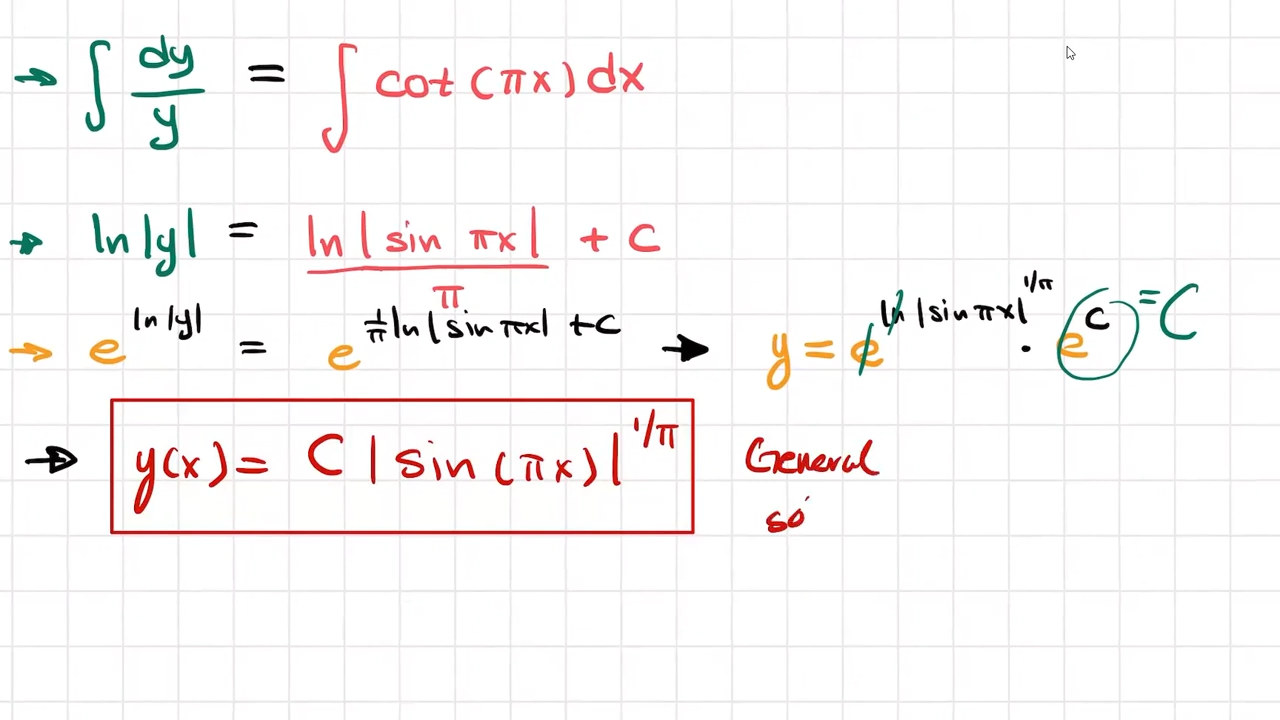 → ∫ dy/y = ∫ cot(πx) dx
→ ln|y| = ln|sin πx|/π + C
→ e^{ln|y|} = e^{1/π ln|sin πx| + C} → y = e^{ln|sin πx|^{1/π}} · e^C = C
→ y(x) = C |sin(πx)|^{1/π} General
so